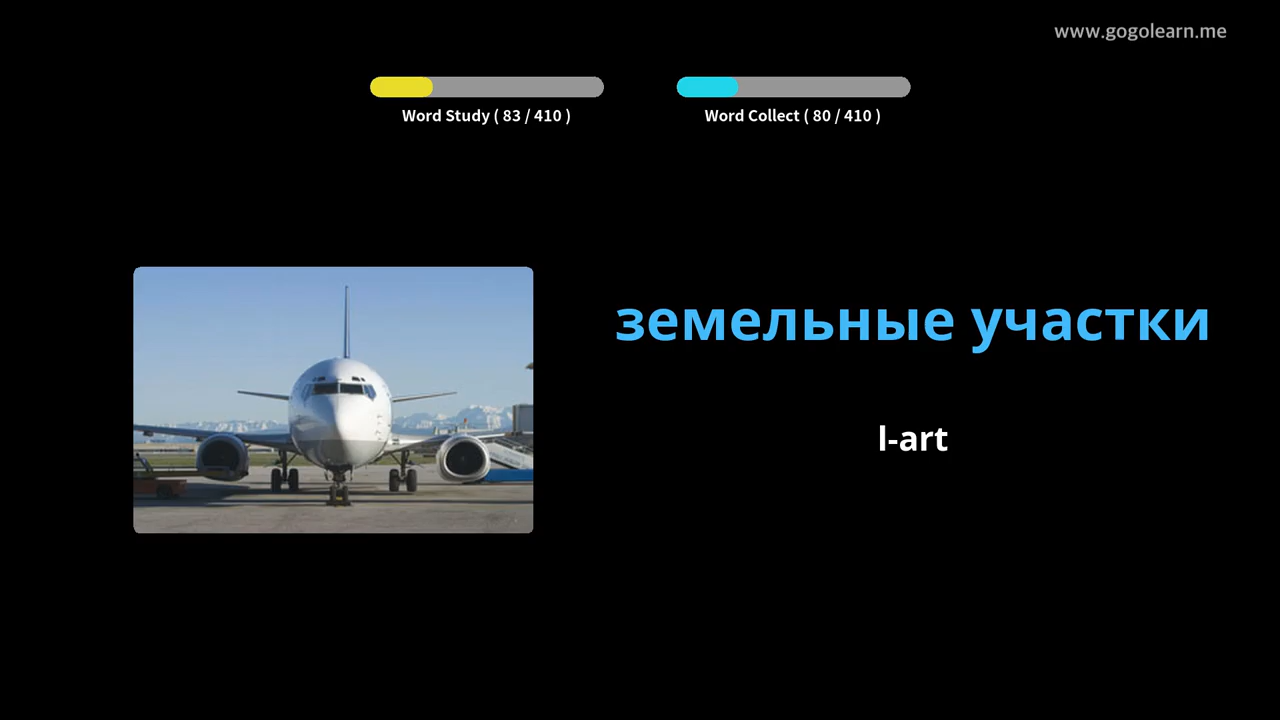 www.gogolearn.me
Word Study ( 83 / 410 )
Word Collect ( 80 / 410 )
земельные участки
l-art